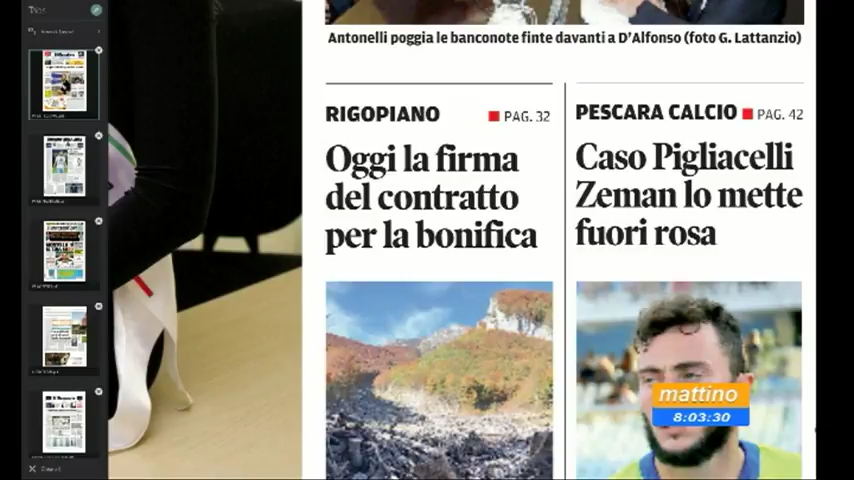 Antonelli poggia le banconote finte davanti a D'Alfonso (foto G. Lattanzio)
RIGOPIANO
PAG. 32
Oggi la firma
del contratto
per la bonifica
PESCARA CALCIO
PAG. 42
Caso Pigliacelli
Zeman lo mette
fuori rosa
mattino
8:03:30